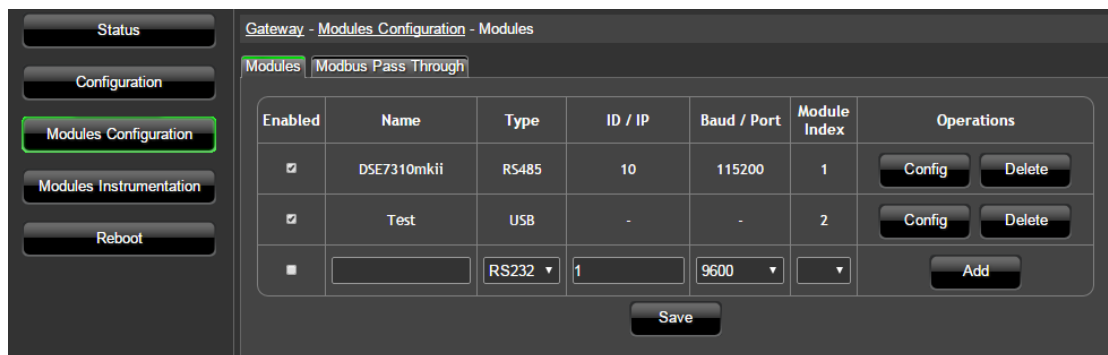 Status
Configuration
Modules Configuration
Modules Instrumentation
Reboot
Gateway - Modules Configuration - Modules
Modules Modbus Pass Through
Enabled Name Type ID / IP Baud / Port Module Index Operations
DSE7310mkii RS485 10 115200 1 Config Delete
Test USB - - 2 Config Delete
RS232 1 9600 Add
Save